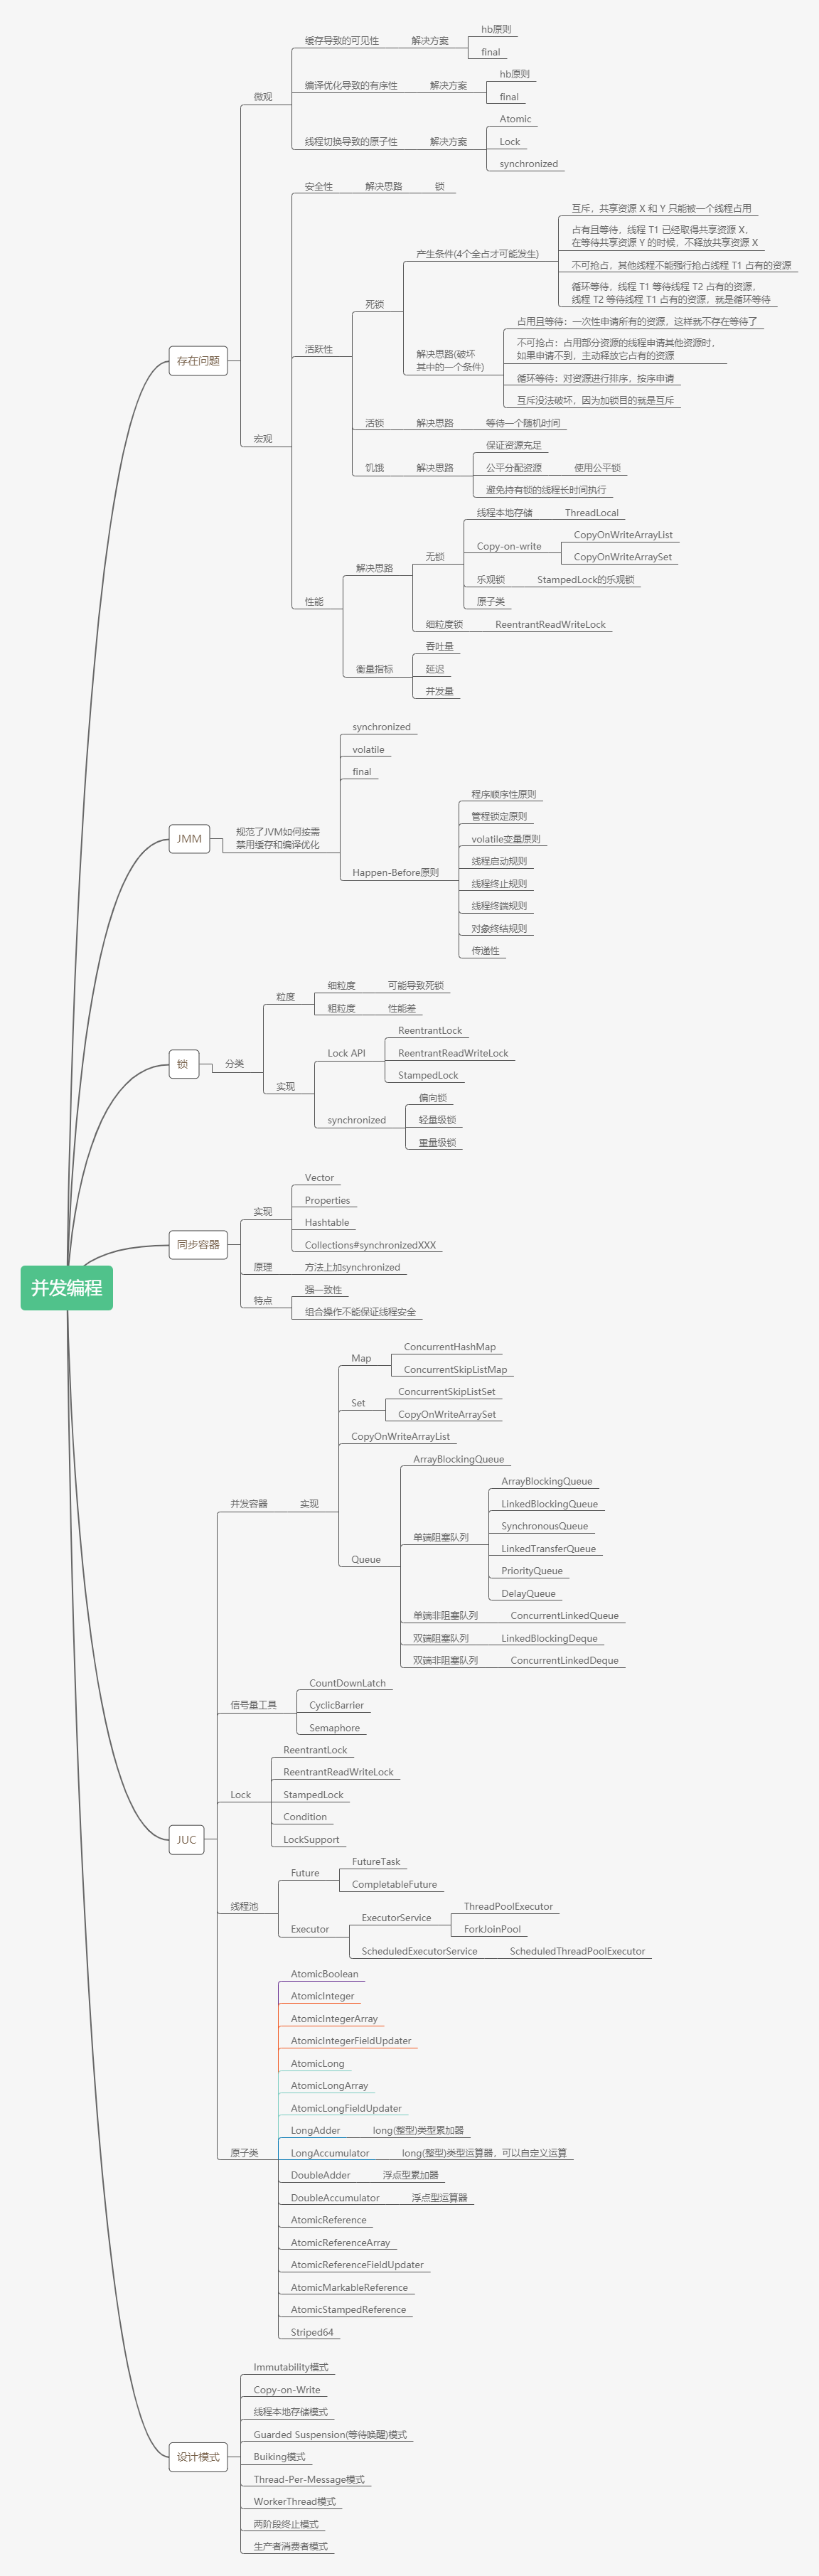 并发编程
存在问题
微观
缓存导致的可见性
解决方案
hb原则
final
编译优化导致的有序性
解决方案
hb原则
final
线程切换导致的原子性
解决方案
Atomic
Lock
synchronized
宏观
安全性
解决思路
锁
活跃性
死锁
产生条件(4个全占才可能发生)
互斥，共享资源 X 和 Y 只能被一个线程占用
占有且等待，线程 T1 已经取得共享资源 X，
在等待共享资源 Y 的时候，不释放共享资源 X
不可抢占，其他线程不能强行抢占线程 T1 占有的资源
循环等待，线程 T1 等待线程 T2 占有的资源，
线程 T2 等待线程 T1 占有的资源，就是循环等待
解决思路(破坏
其中的一个条件)
占用且等待：一次性申请所有的资源，这样就不存在等待了
不可抢占：占用部分资源的线程申请其他资源时，
如果申请不到，主动释放它占有的资源
循环等待：对资源进行排序，按序申请
互斥没法破坏，因为加锁目的就是互斥
活锁
解决思路
等待一个随机时间
饥饿
解决思路
保证资源充足
公平分配资源
使用公平锁
避免持有锁的线程长时间执行
性能
解决思路
无锁
线程本地存储
ThreadLocal
Copy-on-write
CopyOnWriteArrayList
CopyOnWriteArraySet
乐观锁
StampedLock的乐观锁
原子类
细粒度锁
ReentrantReadWriteLock
衡量指标
吞吐量
延迟
并发量
JMM
规范了JVM如何按需
禁用缓存和编译优化
synchronized
volatile
final
Happen-Before原则
程序顺序性原则
管程锁定原则
volatile变量原则
线程启动规则
线程终止规则
线程终端规则
对象终结规则
传递性
锁
分类
粒度
细粒度
可能导致死锁
粗粒度
性能差
实现
Lock API
ReentrantLock
ReentrantReadWriteLock
StampedLock
synchronized
偏向锁
轻量级锁
重量级锁
同步容器
实现
Vector
Properties
Hashtable
Collections#synchronizedXXX
原理
方法上加synchronized
特点
强一致性
组合操作不能保证线程安全
JUC
并发容器
实现
Map
ConcurrentHashMap
ConcurrentSkipListMap
Set
ConcurrentSkipListSet
CopyOnWriteArraySet
CopyOnWriteArrayList
Queue
ArrayBlockingQueue
单端阻塞队列
ArrayBlockingQueue
LinkedBlockingQueue
SynchronousQueue
LinkedTransferQueue
PriorityQueue
DelayQueue
单端非阻塞队列
ConcurrentLinkedQueue
双端阻塞队列
LinkedBlockingDeque
双端非阻塞队列
ConcurrentLinkedDeque
信号量工具
CountDownLatch
CyclicBarrier
Semaphore
Lock
ReentrantLock
ReentrantReadWriteLock
StampedLock
Condition
LockSupport
线程池
Future
FutureTask
CompletableFuture
Executor
ExecutorService
ThreadPoolExecutor
ForkJoinPool
ScheduledExecutorService
ScheduledThreadPoolExecutor
原子类
AtomicBoolean
AtomicInteger
AtomicIntegerArray
AtomicIntegerFieldUpdater
AtomicLong
AtomicLongArray
AtomicLongFieldUpdater
LongAdder
long(整型)类型累加器
LongAccumulator
long(整型)类型运算器，可以自定义运算
DoubleAdder
浮点型累加器
DoubleAccumulator
浮点型运算器
AtomicReference
AtomicReferenceArray
AtomicReferenceFieldUpdater
AtomicMarkableReference
AtomicStampedReference
Striped64
设计模式
Immutability模式
Copy-on-Write
线程本地存储模式
Guarded Suspension(等待唤醒)模式
Buiking模式
Thread-Per-Message模式
WorkerThread模式
两阶段终止模式
生产者消费者模式